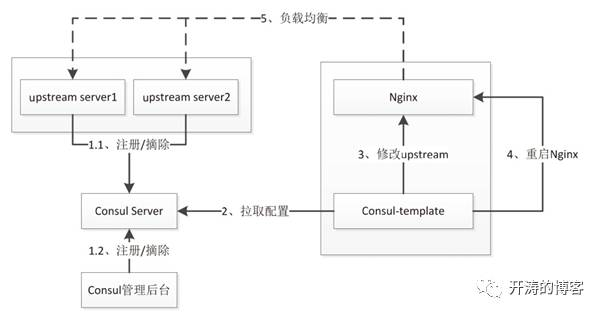 5、负载均衡
upstream server1
upstream server2
Nginx
1.1、注册/摘除
3、修改upstream
4、重启Nginx
Consul Server
2、拉取配置
Consul-template
1.2、注册/摘除
Consul管理后台
开涛的博客